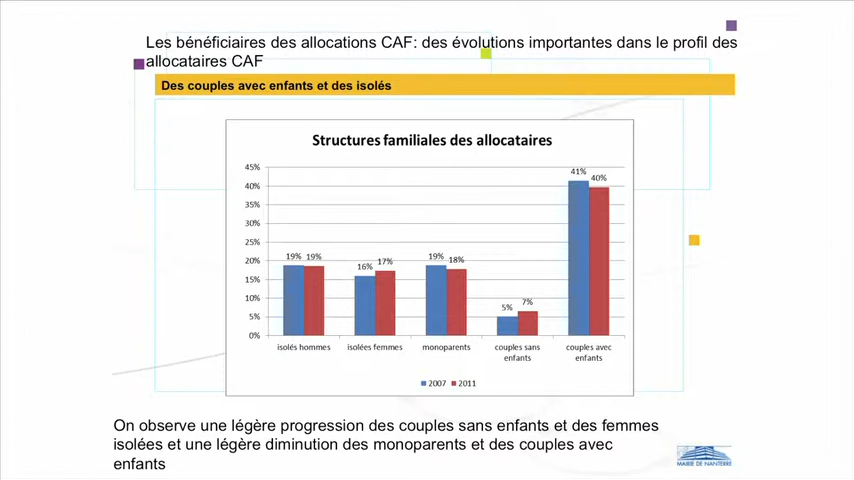 Les bénéficiaires des allocations CAF: des évolutions importantes dans le profil des
allocataires CAF
Des couples avec enfants et des isolés
Structures familiales des allocataires
45%
40%
35%
30%
25%
20%
15%
10%
5%
0%
19% 19%
16% 17%
19% 18%
5% 7%
41% 40%
isolés hommes
isolées femmes
monoparents
couples sans
enfants
couples avec
enfants
2007 2011
On observe une légère progression des couples sans enfants et des femmes
isolées et une légère diminution des monoparents et des couples avec
enfants
MAIRIE DE NANTERRE